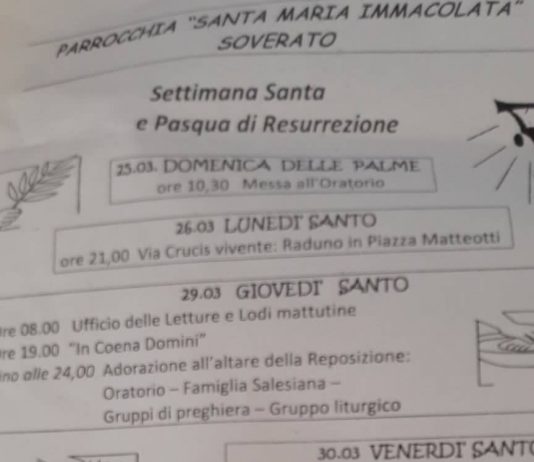 PARROCCHIA "SANTA MARIA IMMACOLATA"
SOVERATO
Settimana Santa
e Pasqua di Resurrezione
25.03. DOMENICA DELLE PALME
ore 10,30 Messa all'Oratorio
26.03 LUNEDI' SANTO
ore 21,00 Via Crucis vivente: Raduno in Piazza Matteotti
29.03 GIOVEDI' SANTO
ore 08.00 Ufficio delle Letture e Lodi mattutine
ore 19.00 "In Coena Domini"
ino alle 24,00 Adorazione all'altare della Reposizione:
Oratorio – Famiglia Salesiana –
Gruppi di preghiera – Gruppo liturgico
30.03 VENERDI' SANTO